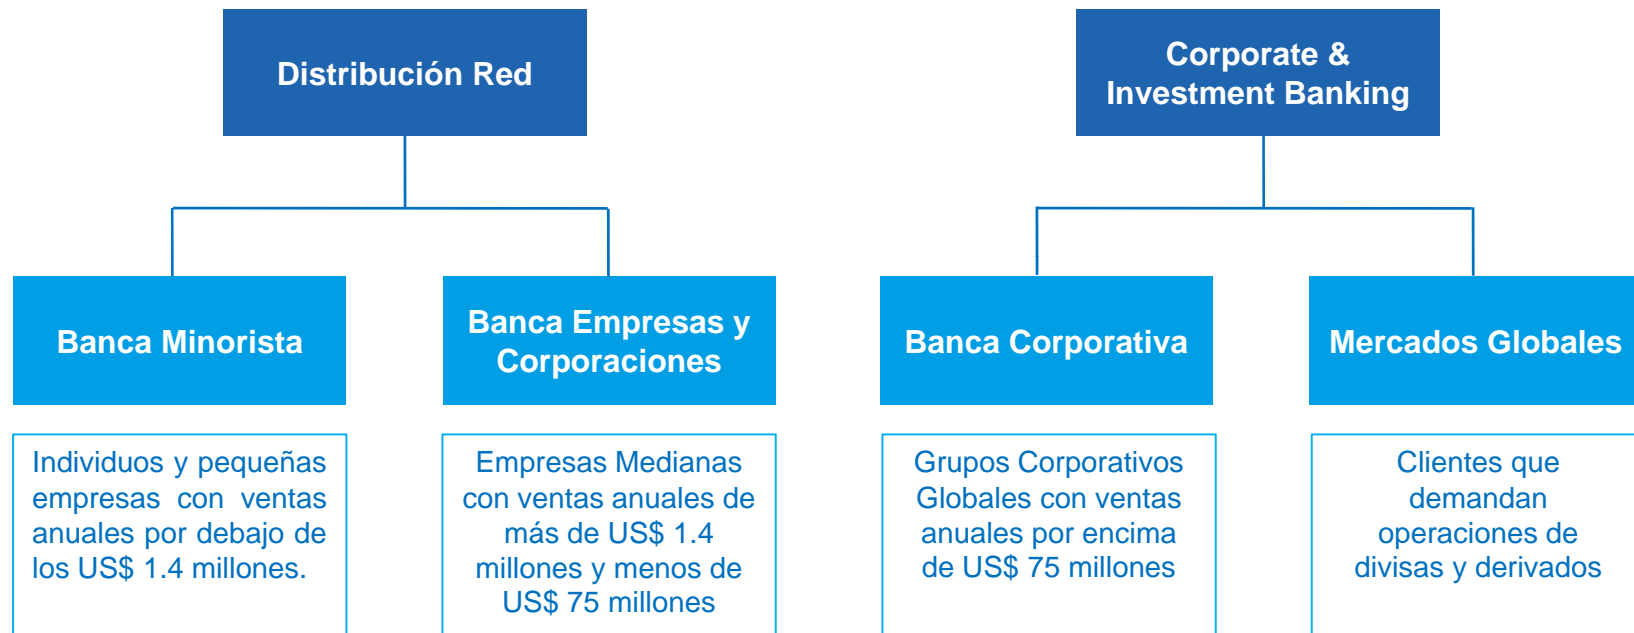 Distribución Red
Corporate &
Investment Banking
Banca Minorista
Banca Empresas y
Corporaciones
Banca Corporativa
Mercados Globales
Individuos y pequeñas
empresas con ventas
anuales por debajo de
los US$ 1.4 millones.
Empresas Medianas
con ventas anuales de
más de US$ 1.4
millones y menos de
US$ 75 millones
Grupos Corporativos
Globales con ventas
anuales por encima
de US$ 75 millones
Clientes que
demandan
operaciones de
divisas y derivados